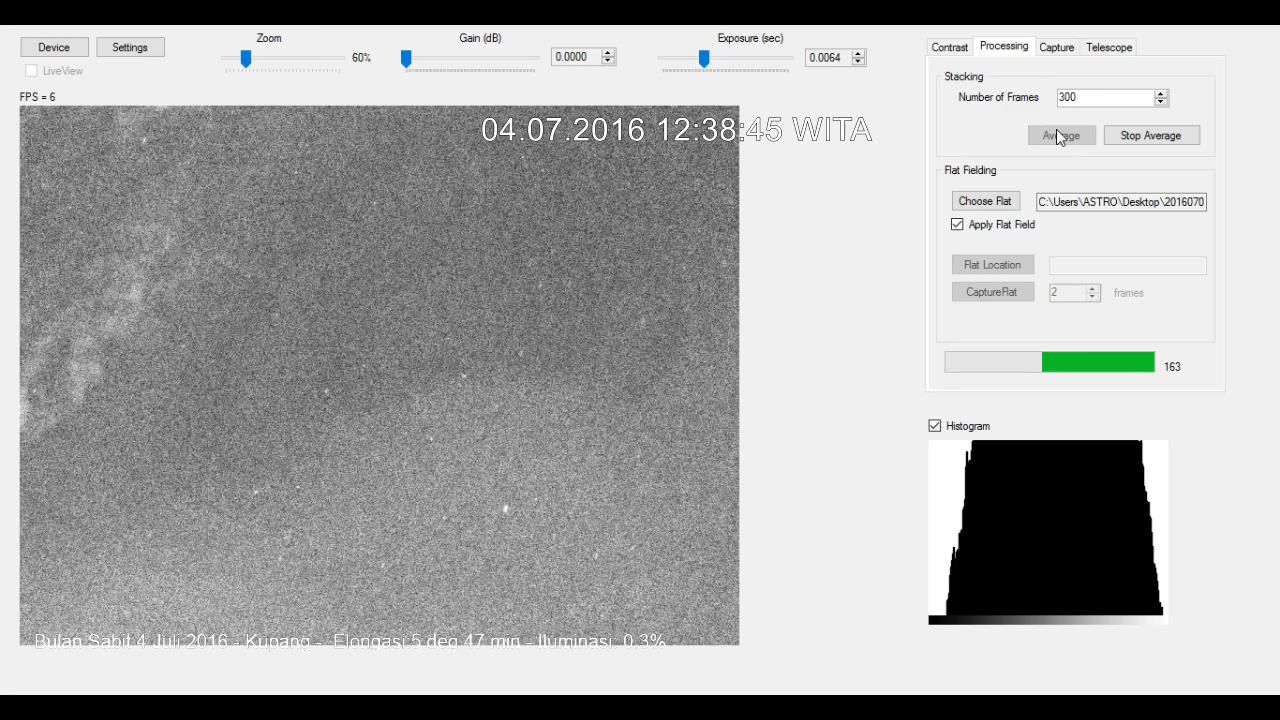 Device Settings
LiveView
Zoom
60%
Gain (dB)
0.0000
Exposure (sec)
0.0064
FPS = 6
04.07.2016 12:38:45 WITA
Bulan Sabit 4 Juli 2016 - Kupang - Elongasi: 5 deg 47 min - Iluminasi: 0.3%
Contrast Processing Capture Telescope
Stacking
Number of Frames 300
Average Stop Average
Flat Fielding
Choose Flat C:\Users\ASTRO\Desktop\2016070
Apply Flat Field
Flat Location
CaptureFlat 2 frames
163
Histogram